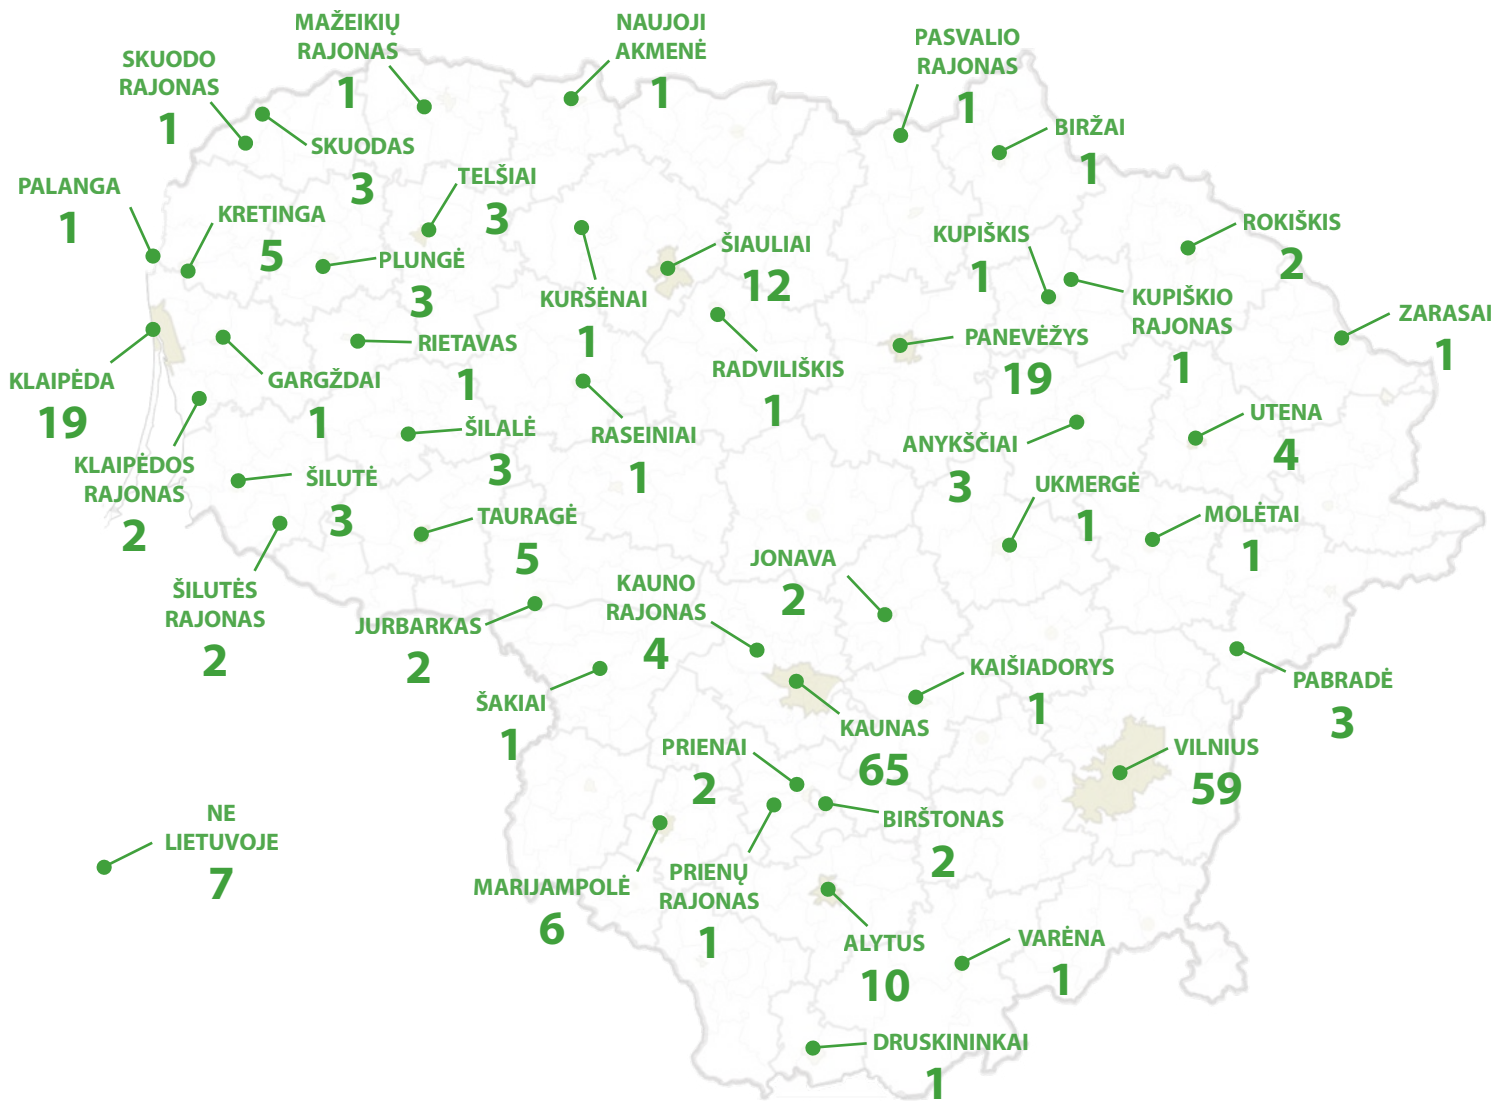 MAŽEIKIŲ
RAJONAS
1
NAUJOJI
AKMENĖ
1
PASVALIO
RAJONAS
1
SKUODO
RAJONAS
1
SKUODAS
3
BIRŽAI
1
PALANGA
1
KRETINGA
5
TELŠIAI
3
PLUNGĖ
3
KURŠĖNAI
1
ŠIAULIAI
12
KUPIŠKIS
1
ROKIŠKIS
2
KUPIŠKIO
RAJONAS
1
ZARASAI
1
KLAIPĖDA
19
GARGŽDAI
1
RIETAVAS
1
RADVILIŠKIS
1
PANEVĖŽYS
19
KLAIPĖDOS
RAJONAS
2
ŠILALĖ
3
RASEINIAI
1
ANYKŠČIAI
3
UTENA
4
ŠILUTĖ
3
TAURAGĖ
5
UKMERGĖ
1
MOLĖTAI
1
ŠILUTĖS
RAJONAS
2
JURBARKAS
2
KAUNO
RAJONAS
4
JONAVA
2
ŠAKIAI
1
KAIŠIADORYS
1
PABRADĖ
3
KAUNAS
65
PRIENAI
2
VILNIUS
59
NE
LIETUVOJE
7
BIRŠTONAS
2
MARIJAMPOLĖ
6
PRIENŲ
RAJONAS
1
ALYTUS
10
VARĖNA
1
DRUSKININKAI
1